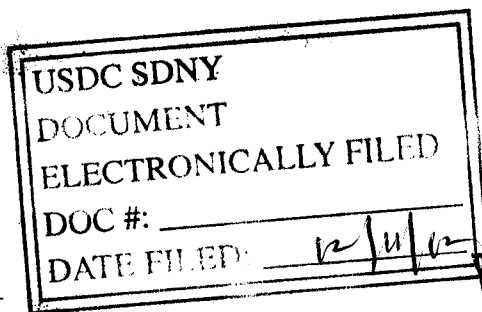 USDC SDNY
DOCUMENT
ELECTRONICALLY FILED
DOC #:
DATE FILED: